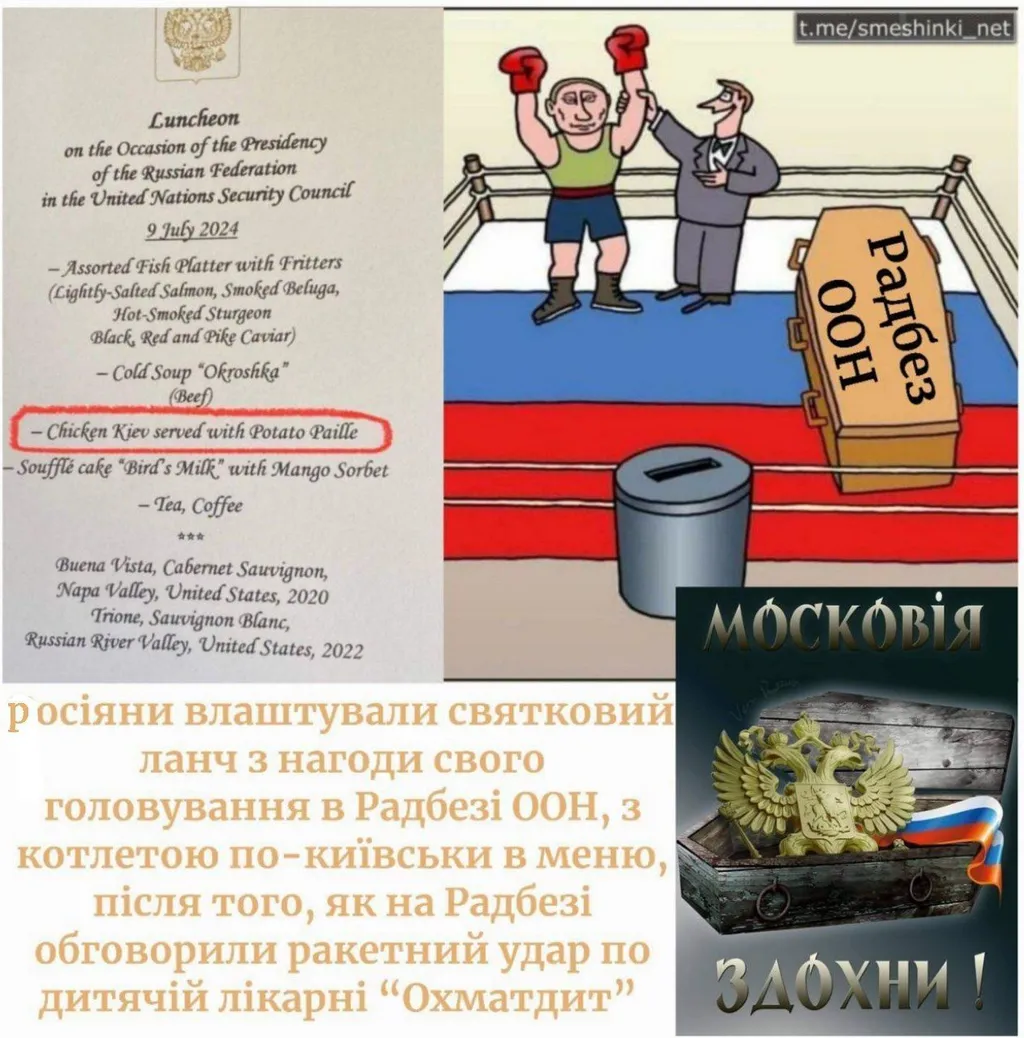 Luncheon
on the Occasion of the Presidency
of the Russian Federation
in the United Nations Security Council
9 July 2024
– Assorted Fish Platter with Fritters
(Lightly-Salted Salmon, Smoked Beluga,
Hot-Smoked Sturgeon
Black, Red and Pike Caviar)
– Cold Soup “Okroshka”
(Beef)
– Chicken Kiev served with Potato Paille
– Soufflé cake “Bird’s Milk” with Mango Sorbet
– Tea, Coffee
***
Buena Vista, Cabernet Sauvignon,
Napa Valley, United States, 2020
Trione, Sauvignon Blanc,
Russian River Valley, United States, 2022
t.me/smeshinki_net
Радбез
ООН
росіяни влаштували святковий
ланч з нагоди свого
головування в Радбезі ООН, з
котлетою по-київськи в меню,
після того, як на Радбезі
обговорили ракетний удар по
дитячій лікарні “Охматдит”
МОСКОВІЯ
ЗДОХНИ !